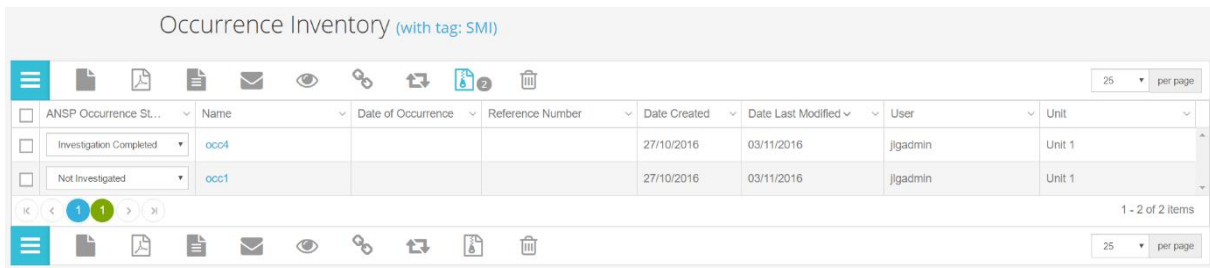 Occurrence Inventory (with tag: SMI)
2
25 per page
ANSP Occurrence St... Name Date of Occurrence Reference Number Date Created Date Last Modified User Unit
Investigation Completed occ4 27/10/2016 03/11/2016 jlgadmin Unit 1
Not Investigated occ1 27/10/2016 03/11/2016 jlgadmin Unit 1
1 1 1 - 2 of 2 items
25 per page